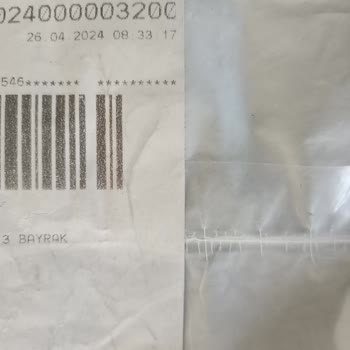 024000003200
26.04 2024 08 33 17
546******* **********
3 BAYRAK